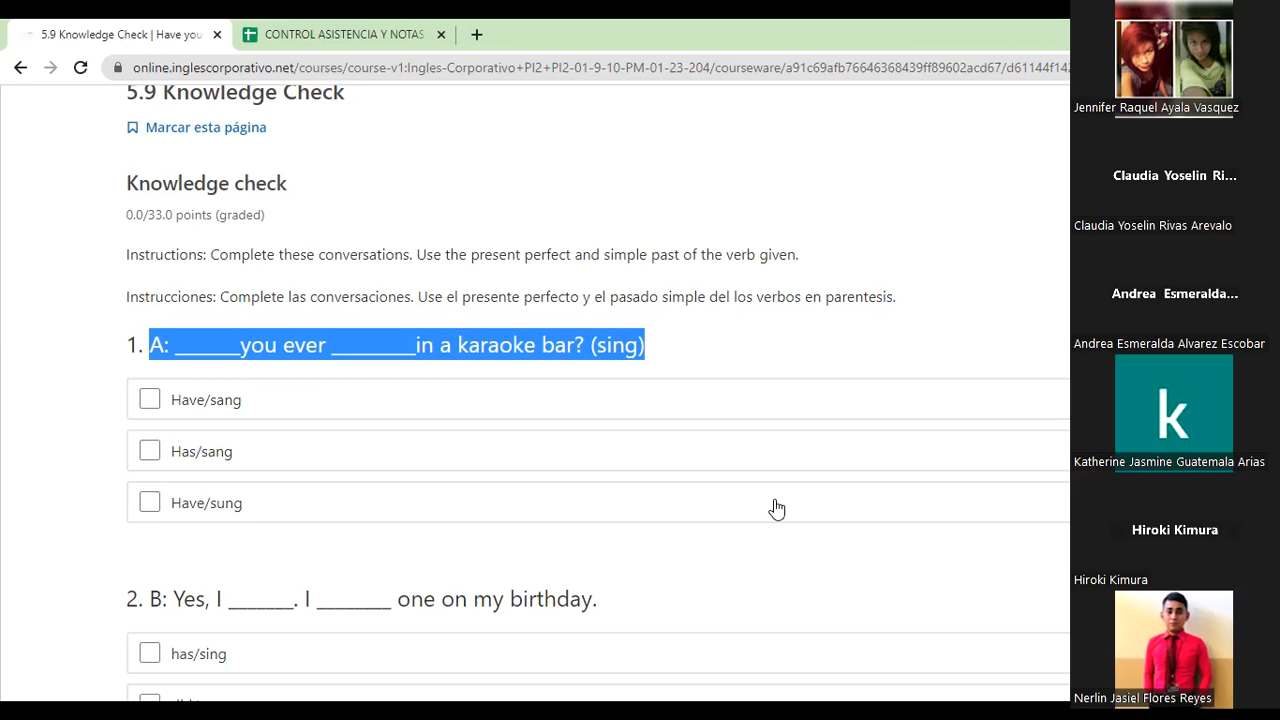 5.9 Knowledge Check | Have you
CONTROL ASISTENCIA Y NOTAS
online.inglescorporativo.net/courses/course-v1:Ingles-Corporativo+PI2+PI2-01-9-10-PM-01-23-204/courseware/a91c69afb76646368439ff89602acd67/d61144f142
5.9 Knowledge Check
Marcar esta página
Knowledge check
0.0/33.0 points (graded)
Instructions: Complete these conversations. Use the present perfect and simple past of the verb given.
Instrucciones: Complete las conversaciones. Use el presente perfecto y el pasado simple del los verbos en parentesis.
1. A: ______you ever ________in a karaoke bar? (sing)
Have/sang
Has/sang
Have/sung
2. B: Yes, I ______. I _______ one on my birthday.
has/sing
Jennifer Raquel Ayala Vasquez
Claudia Yoselin Ri...
Claudia Yoselin Rivas Arevalo
Andrea Esmeralda...
Andrea Esmeralda Alvarez Escobar
k
Katherine Jasmine Guatemala Arias
Hiroki Kimura
Hiroki Kimura
Nerlin Jasiel Flores Reyes